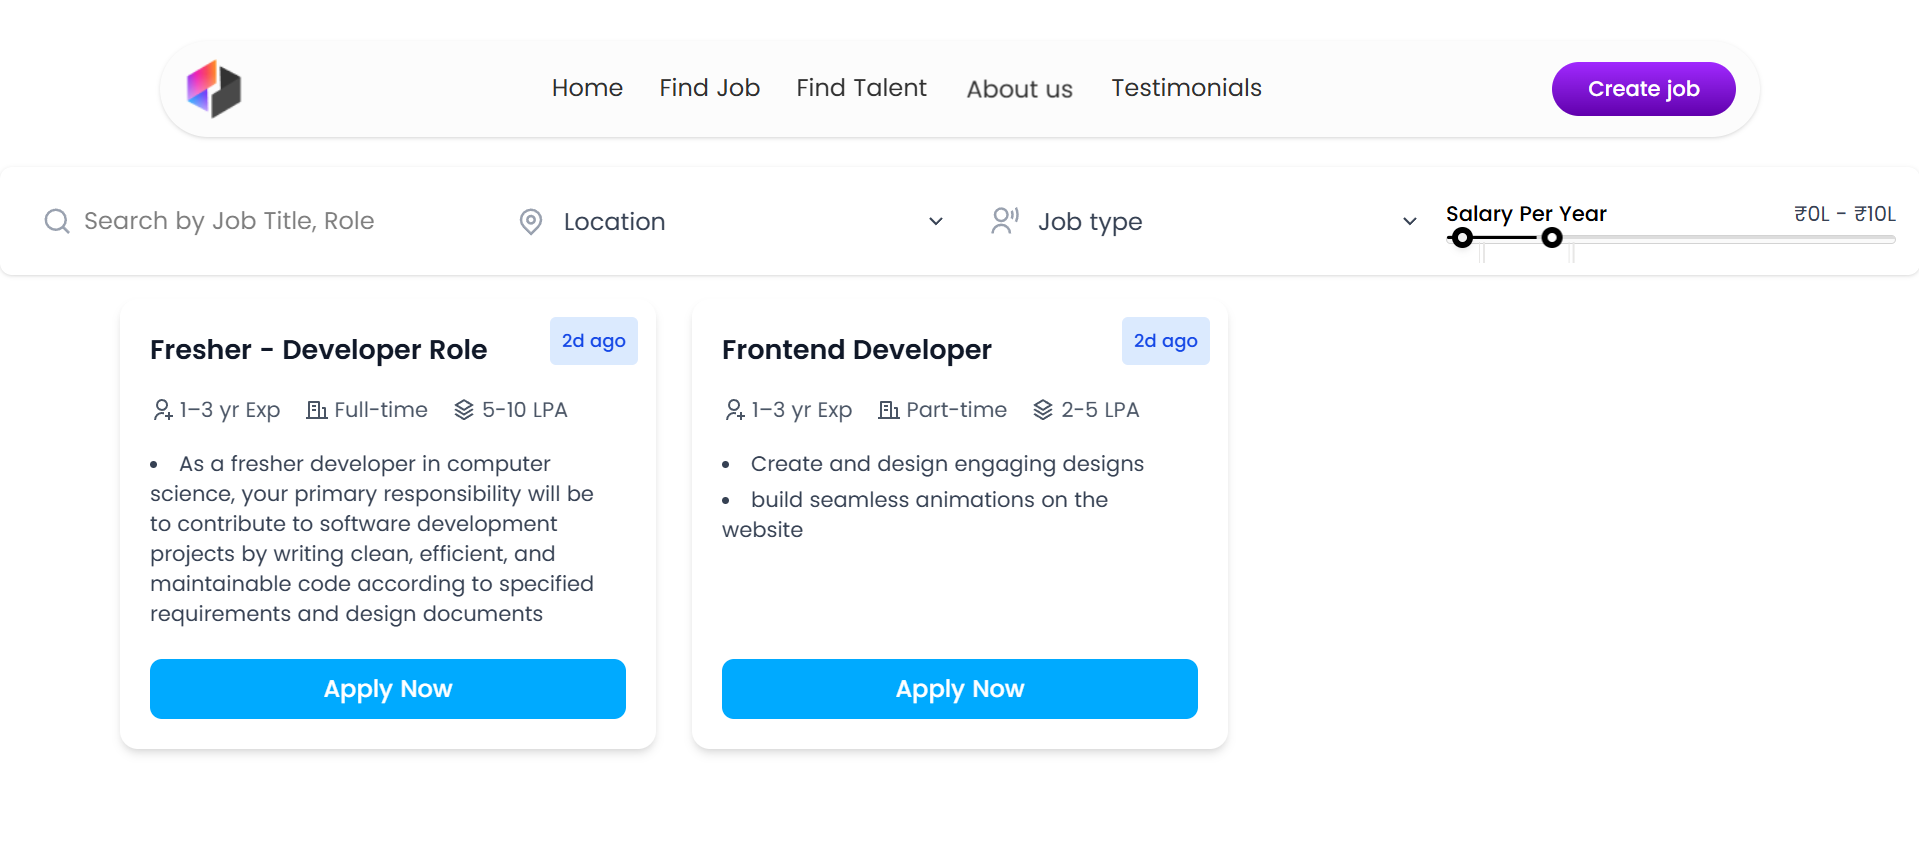 Home Find Job Find Talent About us Testimonials Create job
Search by Job Title, Role Location Job type Salary Per Year ₹0L - ₹10L
Fresher - Developer Role 2d ago
1–3 yr Exp Full-time 5-10 LPA
• As a fresher developer in computer
science, your primary responsibility will be
to contribute to software development
projects by writing clean, efficient, and
maintainable code according to specified
requirements and design documents
Apply Now
Frontend Developer 2d ago
1–3 yr Exp Part-time 2-5 LPA
• Create and design engaging designs
• build seamless animations on the
website
Apply Now